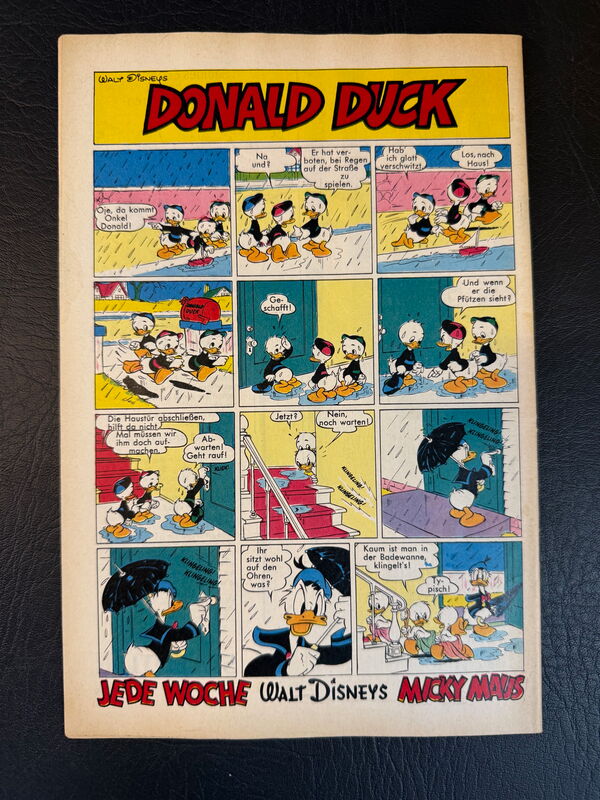 WALT DISNEYS
DONALD DUCK
Oje, da kommt
Onkel
Donald!
Na
und?
Er hat ver-
boten, bei Regen
auf der Straße
zu
spielen.
Hab'
ich glatt
verschwitzt.
Los, nach
Haus!
DONALD
DUCK
Ge-
schafft!
Und wenn
er die
Pfützen sieht?
Die Haustür abschließen,
hilft da nicht.
Mal müssen wir
ihm doch auf-
machen.
Ab-
warten!
Geht rauf!
Jetzt?
Nein,
noch warten!
KLINGELING!
KLINGELING!
KLINGELING!
KLINGELING!
KLINGELING!
KLINGELING!
Ihr
sitzt wohl
auf den
Ohren,
was?
Kaum ist man in
der Badewanne,
klingelt's!
Ty-
pisch!
JEDE WOCHE WALT DISNEYS MICKY MAUS